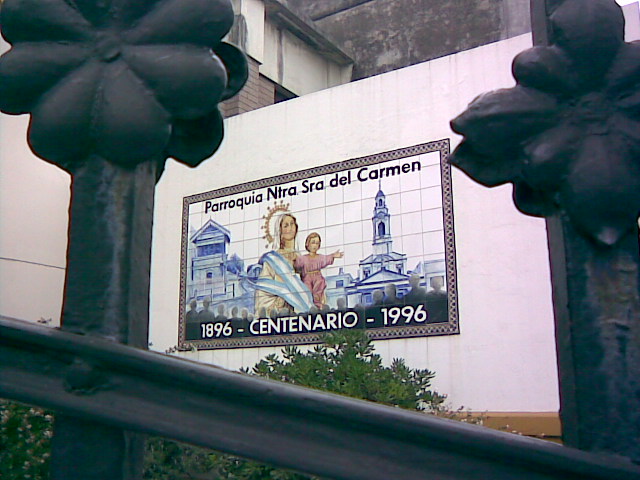 Parroquia Ntra Sra del Carmen
1896 - CENTENARIO - 1996